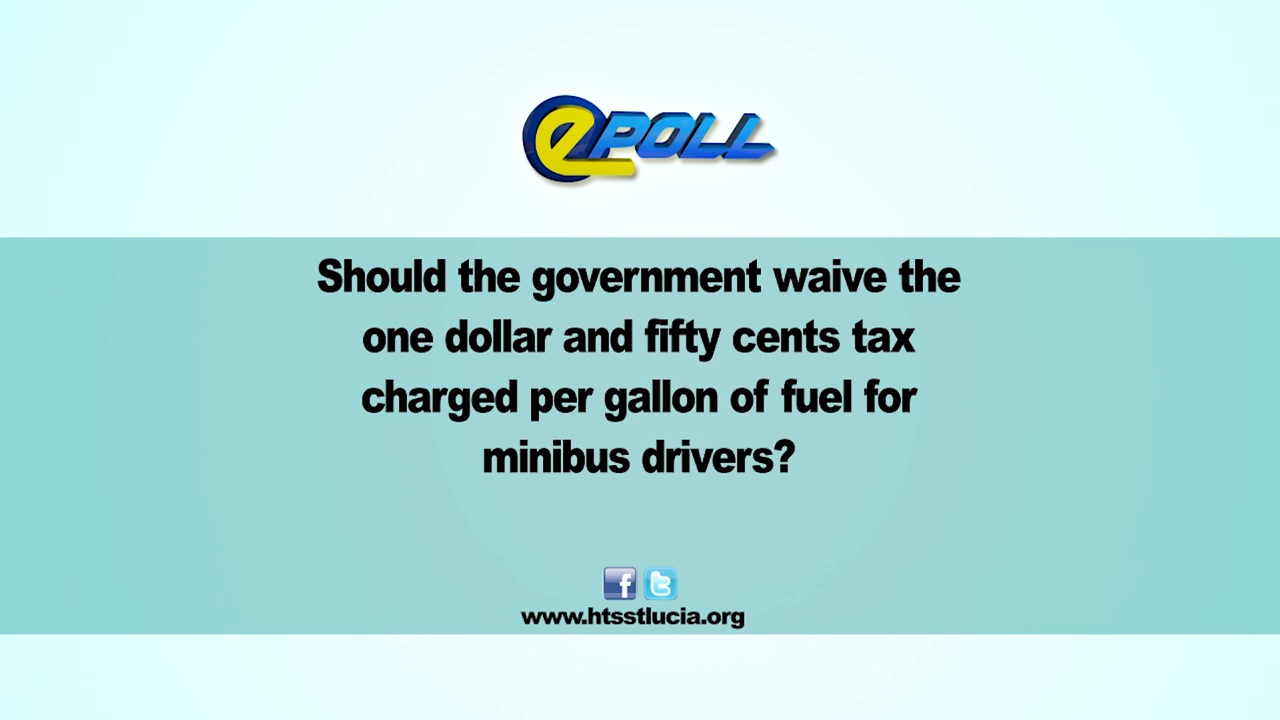 ePOLL
Should the government waive the
one dollar and fifty cents tax
charged per gallon of fuel for
minibus drivers?
www.htsstlucia.org